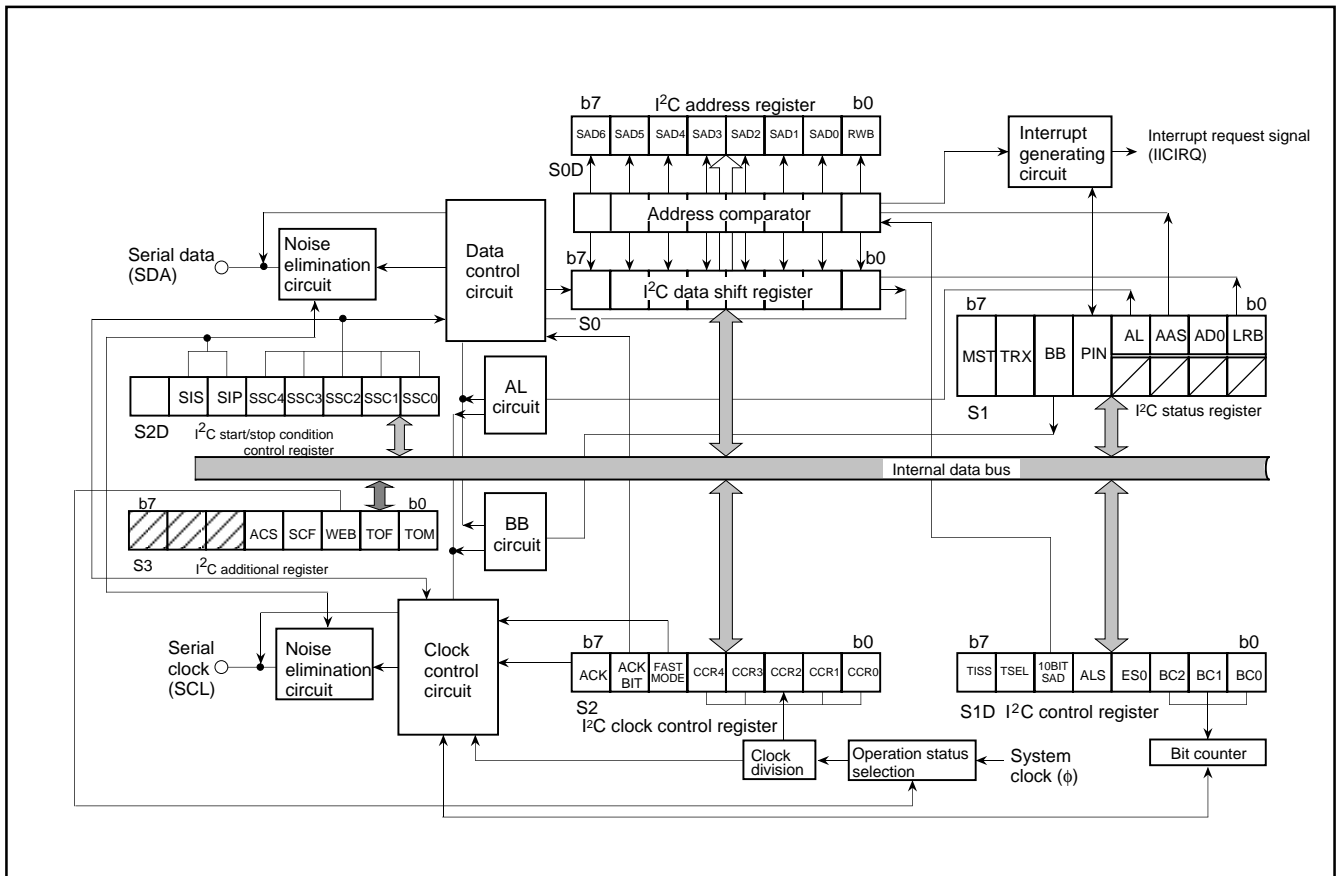 b7 I²C address register b0
SAD6 SAD5 SAD4 SAD3 SAD2 SAD1 SAD0 RWB
S0D
Interrupt
generating
circuit
Interrupt request signal
(IICIRQ)
Address comparator
Serial data
(SDA)
Noise
elimination
circuit
Data
control
circuit
b7 b0
I²C data shift register
S0
b7 b0
MST TRX BB PIN AL AAS AD0 LRB
S1
I²C status register
SIS SIP SSC4 SSC3 SSC2 SSC1 SSC0
S2D
I²C start/stop condition
control register
AL
circuit
Internal data bus
b7 b0
ACS SCF WEB TOF TOM
S3
I²C additional register
BB
circuit
Serial
clock
(SCL)
Noise
elimination
circuit
Clock
control
circuit
b7 b0
ACK ACK BIT FAST MODE CCR4 CCR3 CCR2 CCR1 CCR0
S2
I²C clock control register
b7 b0
TISS TSEL 10BIT SAD ALS ES0 BC2 BC1 BC0
S1D I²C control register
Clock
division
Operation status
selection
System
clock (ϕ)
Bit counter